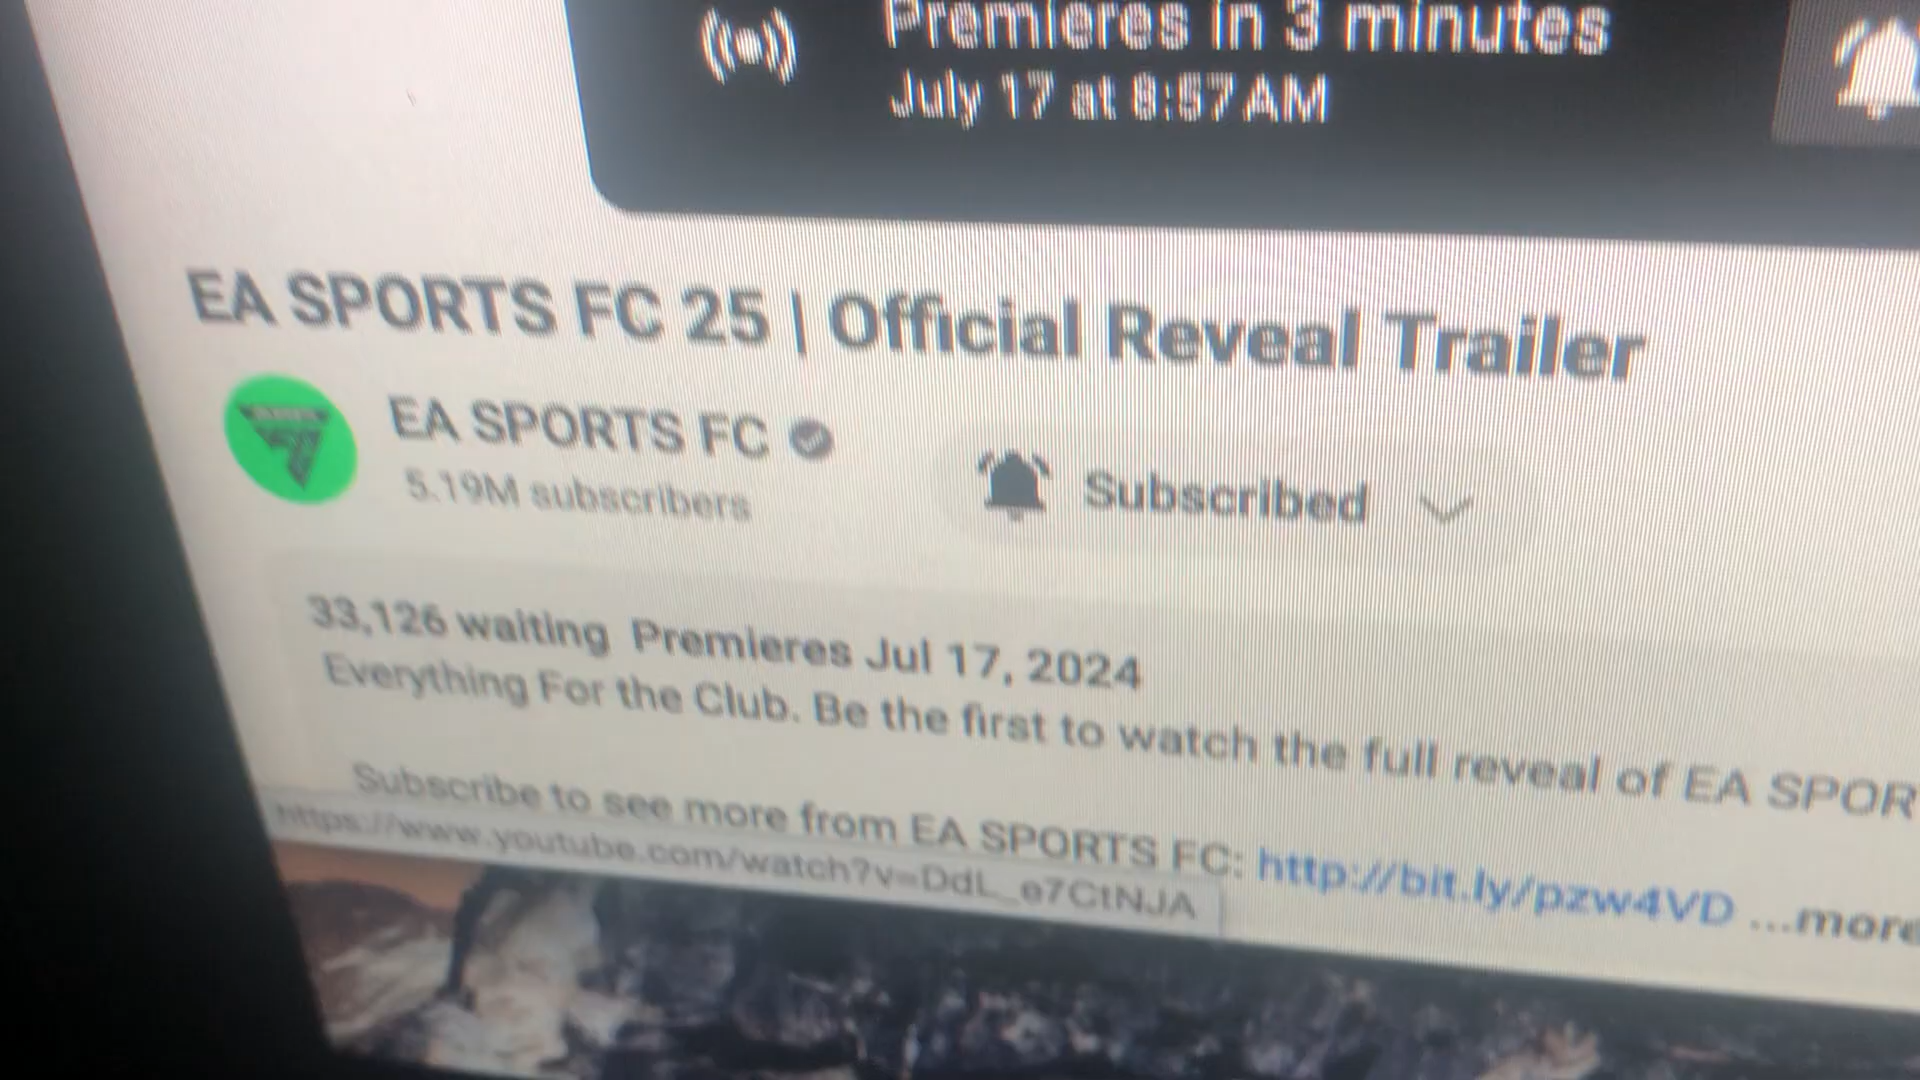 Premieres in 3 minutes
July 17 at 8:57 AM
EA SPORTS FC 25 | Official Reveal Trailer
EA SPORTS FC
5.19M subscribers
Subscribed
33,126 waiting Premieres Jul 17, 2024
Everything For the Club. Be the first to watch the full reveal of EA SPOR
Subscribe to see more from EA SPORTS FC: http://bit.ly/pzw4VD ...more
https://www.youtube.com/watch?v=DdL_e7CtNJA